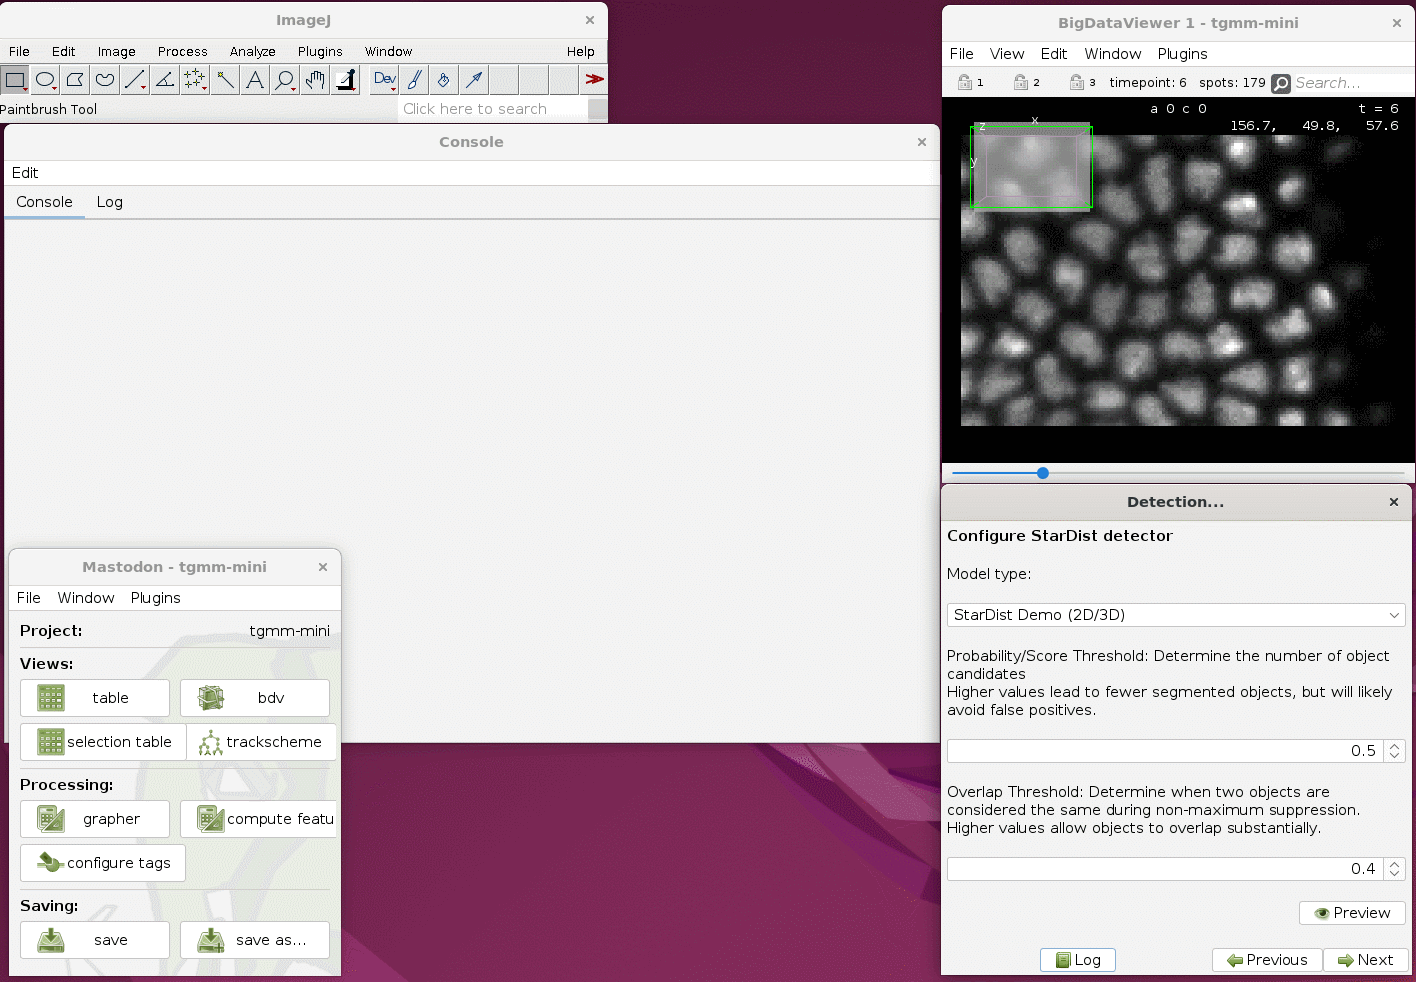 ImageJ
File Edit Image Process Analyze Plugins Window Help
Dev
Paintbrush Tool
Click here to search
Console
Edit
Console Log
Mastodon - tgmm-mini
File Window Plugins
Project: tgmm-mini
Views:
table bdv
selection table trackscheme
Processing:
grapher compute featu
configure tags
Saving:
save save as...
BigDataViewer 1 - tgmm-mini
File View Edit Window Plugins
1 2 3 timepoint: 6 spots: 179 Search...
a 0 c 0 t = 6
156.7, 49.8, 57.6
x
z
y
Detection...
Configure StarDist detector
Model type:
StarDist Demo (2D/3D)
Probability/Score Threshold: Determine the number of object
candidates
Higher values lead to fewer segmented objects, but will likely
avoid false positives.
0.5
Overlap Threshold: Determine when two objects are
considered the same during non-maximum suppression.
Higher values allow objects to overlap substantially.
0.4
Preview
Log Previous Next